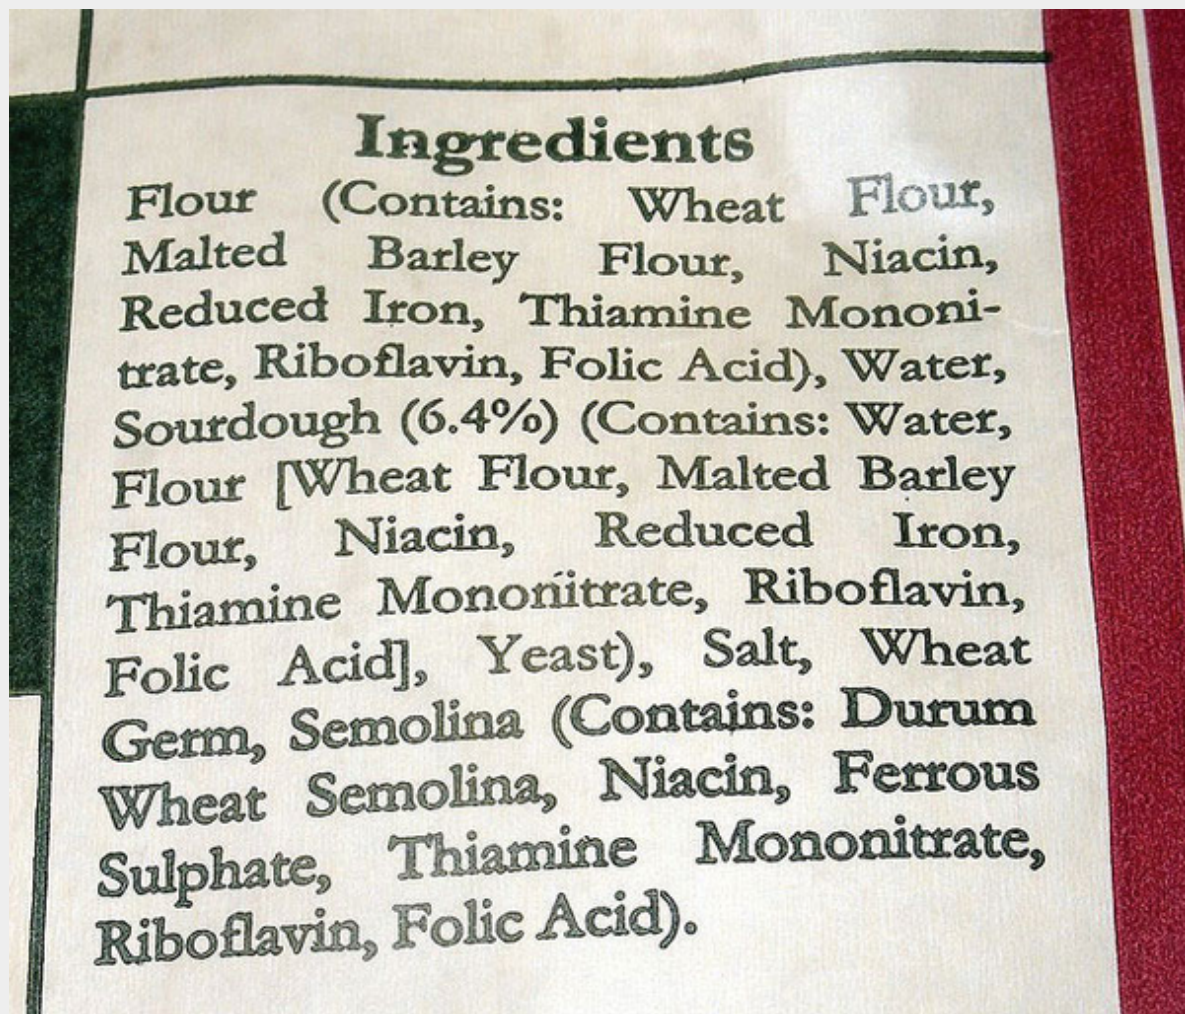 Ingredients
Flour (Contains: Wheat Flour,
Malted Barley Flour, Niacin,
Reduced Iron, Thiamine Mononi-
trate, Riboflavin, Folic Acid), Water,
Sourdough (6.4%) (Contains: Water,
Flour [Wheat Flour, Malted Barley
Flour, Niacin, Reduced Iron,
Thiamine Mononitrate, Riboflavin,
Folic Acid], Yeast), Salt, Wheat
Germ, Semolina (Contains: Durum
Wheat Semolina, Niacin, Ferrous
Sulphate, Thiamine Mononitrate,
Riboflavin, Folic Acid).